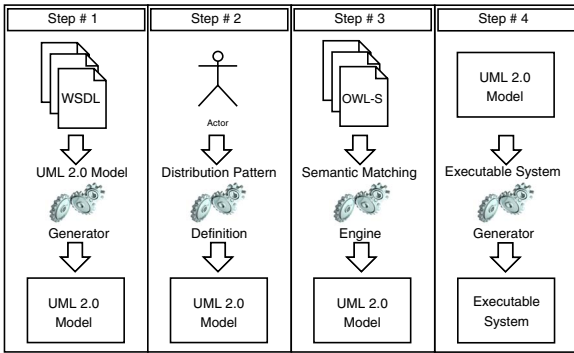 Step # 1
WSDL
UML 2.0 Model
Generator
UML 2.0
Model
Step # 2
Actor
Distribution Pattern
Definition
UML 2.0
Model
Step # 3
OWL-S
Semantic Matching
Engine
UML 2.0
Model
Step # 4
UML 2.0
Model
Executable System
Generator
Executable
System